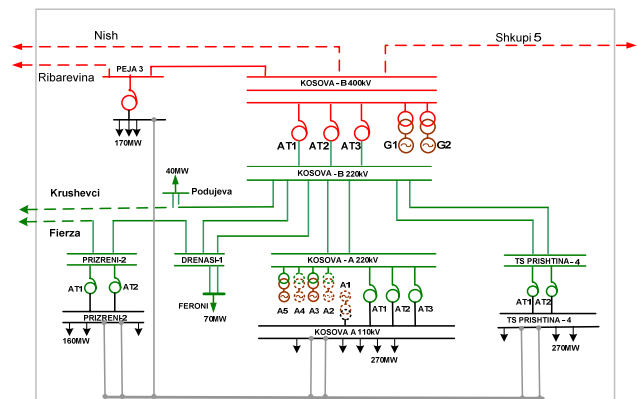 Nish
Shkupi 5
Ribarevina
PEJA 3
KOSOVA - B 400kV
170MW
AT1
AT2
AT3
G1
G2
KOSOVA -B 220kV
40MW
Podujeva
Krushevci
Fierza
PRIZRENI-2
DRENASI-1
KOSOVA - A 220kV
TS PRISHTINA - 4
AT1
AT2
FERONI
70MW
A5
A4
A3
A2
A1
AT1
AT2
AT3
AT1
AT2
PRIZRENI-2
KOSOVA A 110kV
TS PRISHTINA - 4
160MW
270MW
270MW